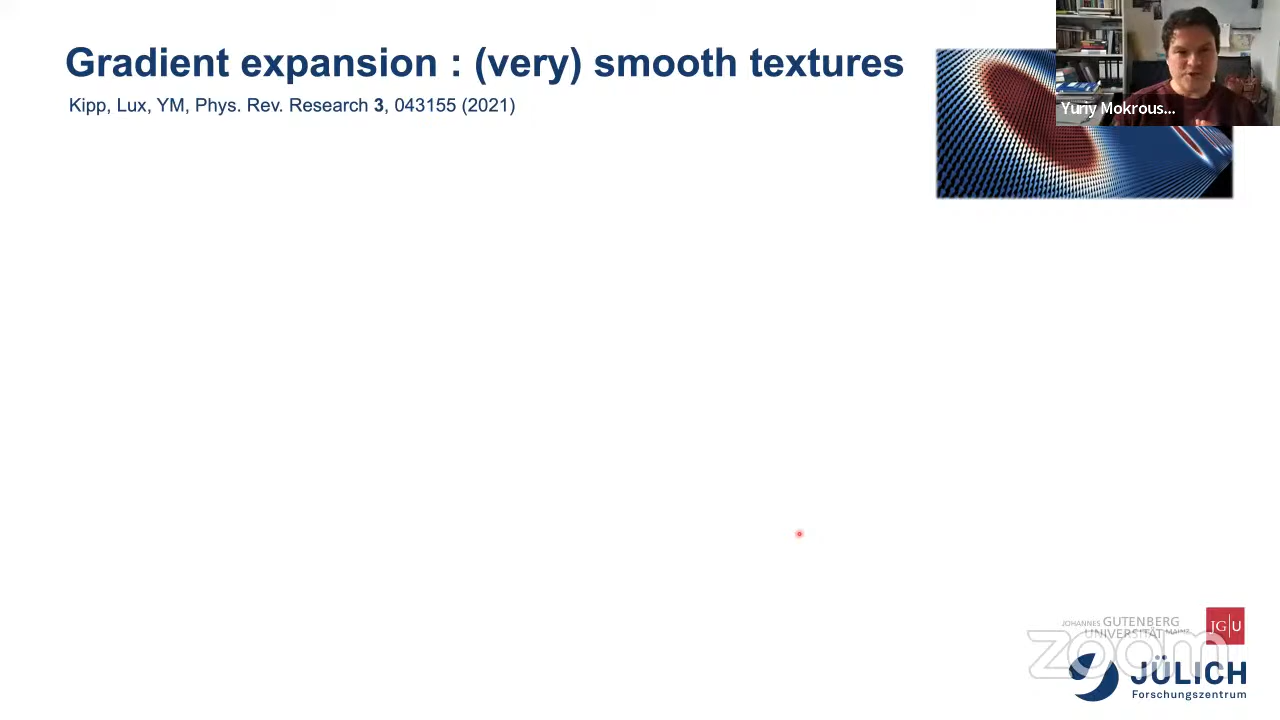 Gradient expansion : (very) smooth textures
Kipp, Lux, YM, Phys. Rev. Research 3, 043155 (2021)
Yuriy Mokrous...
JOHANNES GUTENBERG
UNIVERSITÄT MAINZ
JG|U
zoom
JÜLICH
Forschungszentrum